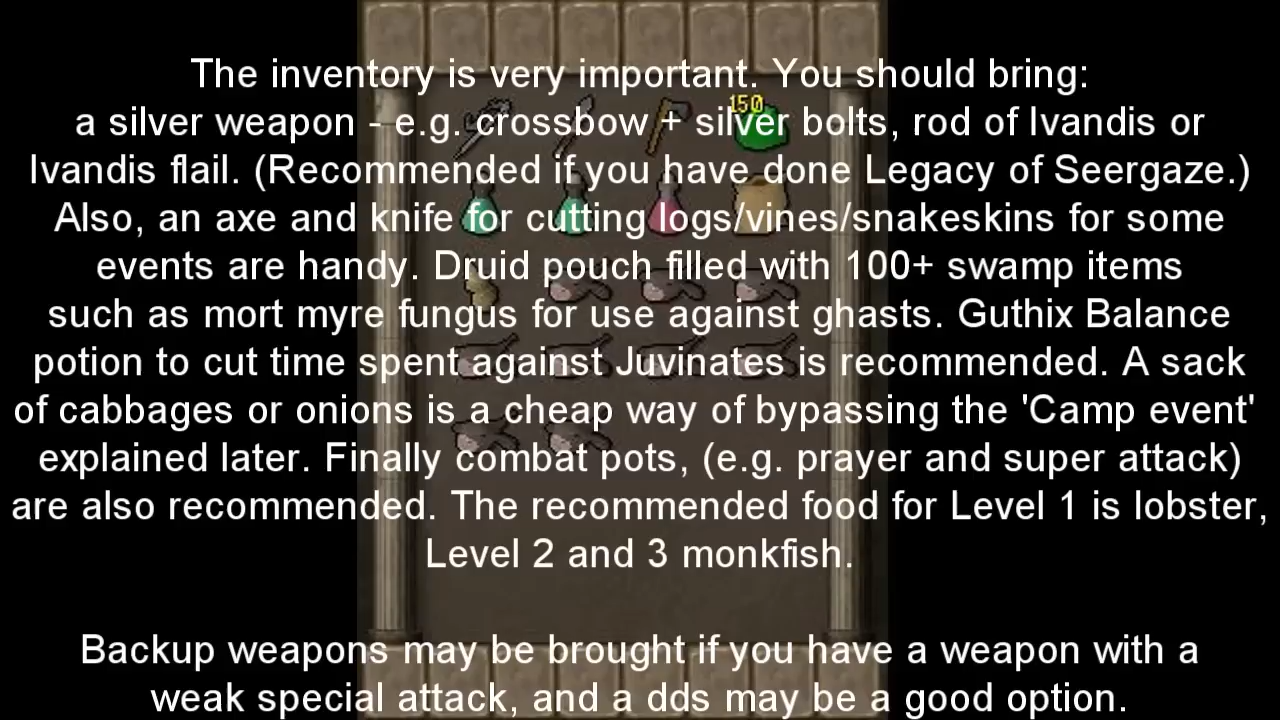 The inventory is very important. You should bring:
150
a silver weapon - e.g. crossbow + silver bolts, rod of Ivandis or
Ivandis flail. (Recommended if you have done Legacy of Seergaze.)
Also, an axe and knife for cutting logs/vines/snakeskins for some
events are handy. Druid pouch filled with 100+ swamp items
such as mort myre fungus for use against ghasts. Guthix Balance
potion to cut time spent against Juvinates is recommended. A sack
of cabbages or onions is a cheap way of bypassing the 'Camp event'
explained later. Finally combat pots, (e.g. prayer and super attack)
are also recommended. The recommended food for Level 1 is lobster,
Level 2 and 3 monkfish.
Backup weapons may be brought if you have a weapon with a
weak special attack, and a dds may be a good option.